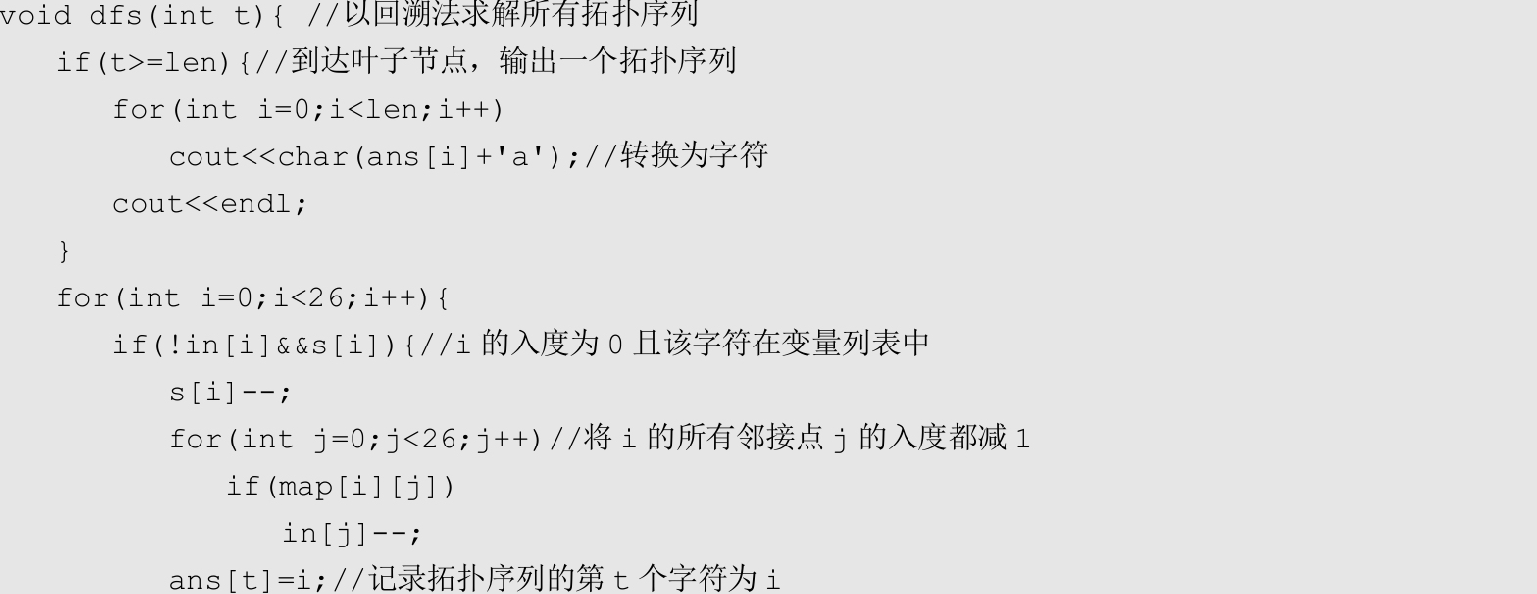 void dfs(int t){ //以回溯法求解所有拓扑序列
   if(t>=len){//到达叶子节点，输出一个拓扑序列
      for(int i=0;i<len;i++)
         cout<<char(ans[i]+'a');//转换为字符
      cout<<endl;
   }
   for(int i=0;i<26;i++){
      if(!in[i]&&s[i]){//i 的入度为 0 且该字符在变量列表中
         s[i]--;
         for(int j=0;j<26;j++)//将 i 的所有邻接点 j 的入度都减 1
            if(map[i][j])
               in[j]--;
         ans[t]=i;//记录拓扑序列的第 t 个字符为 i